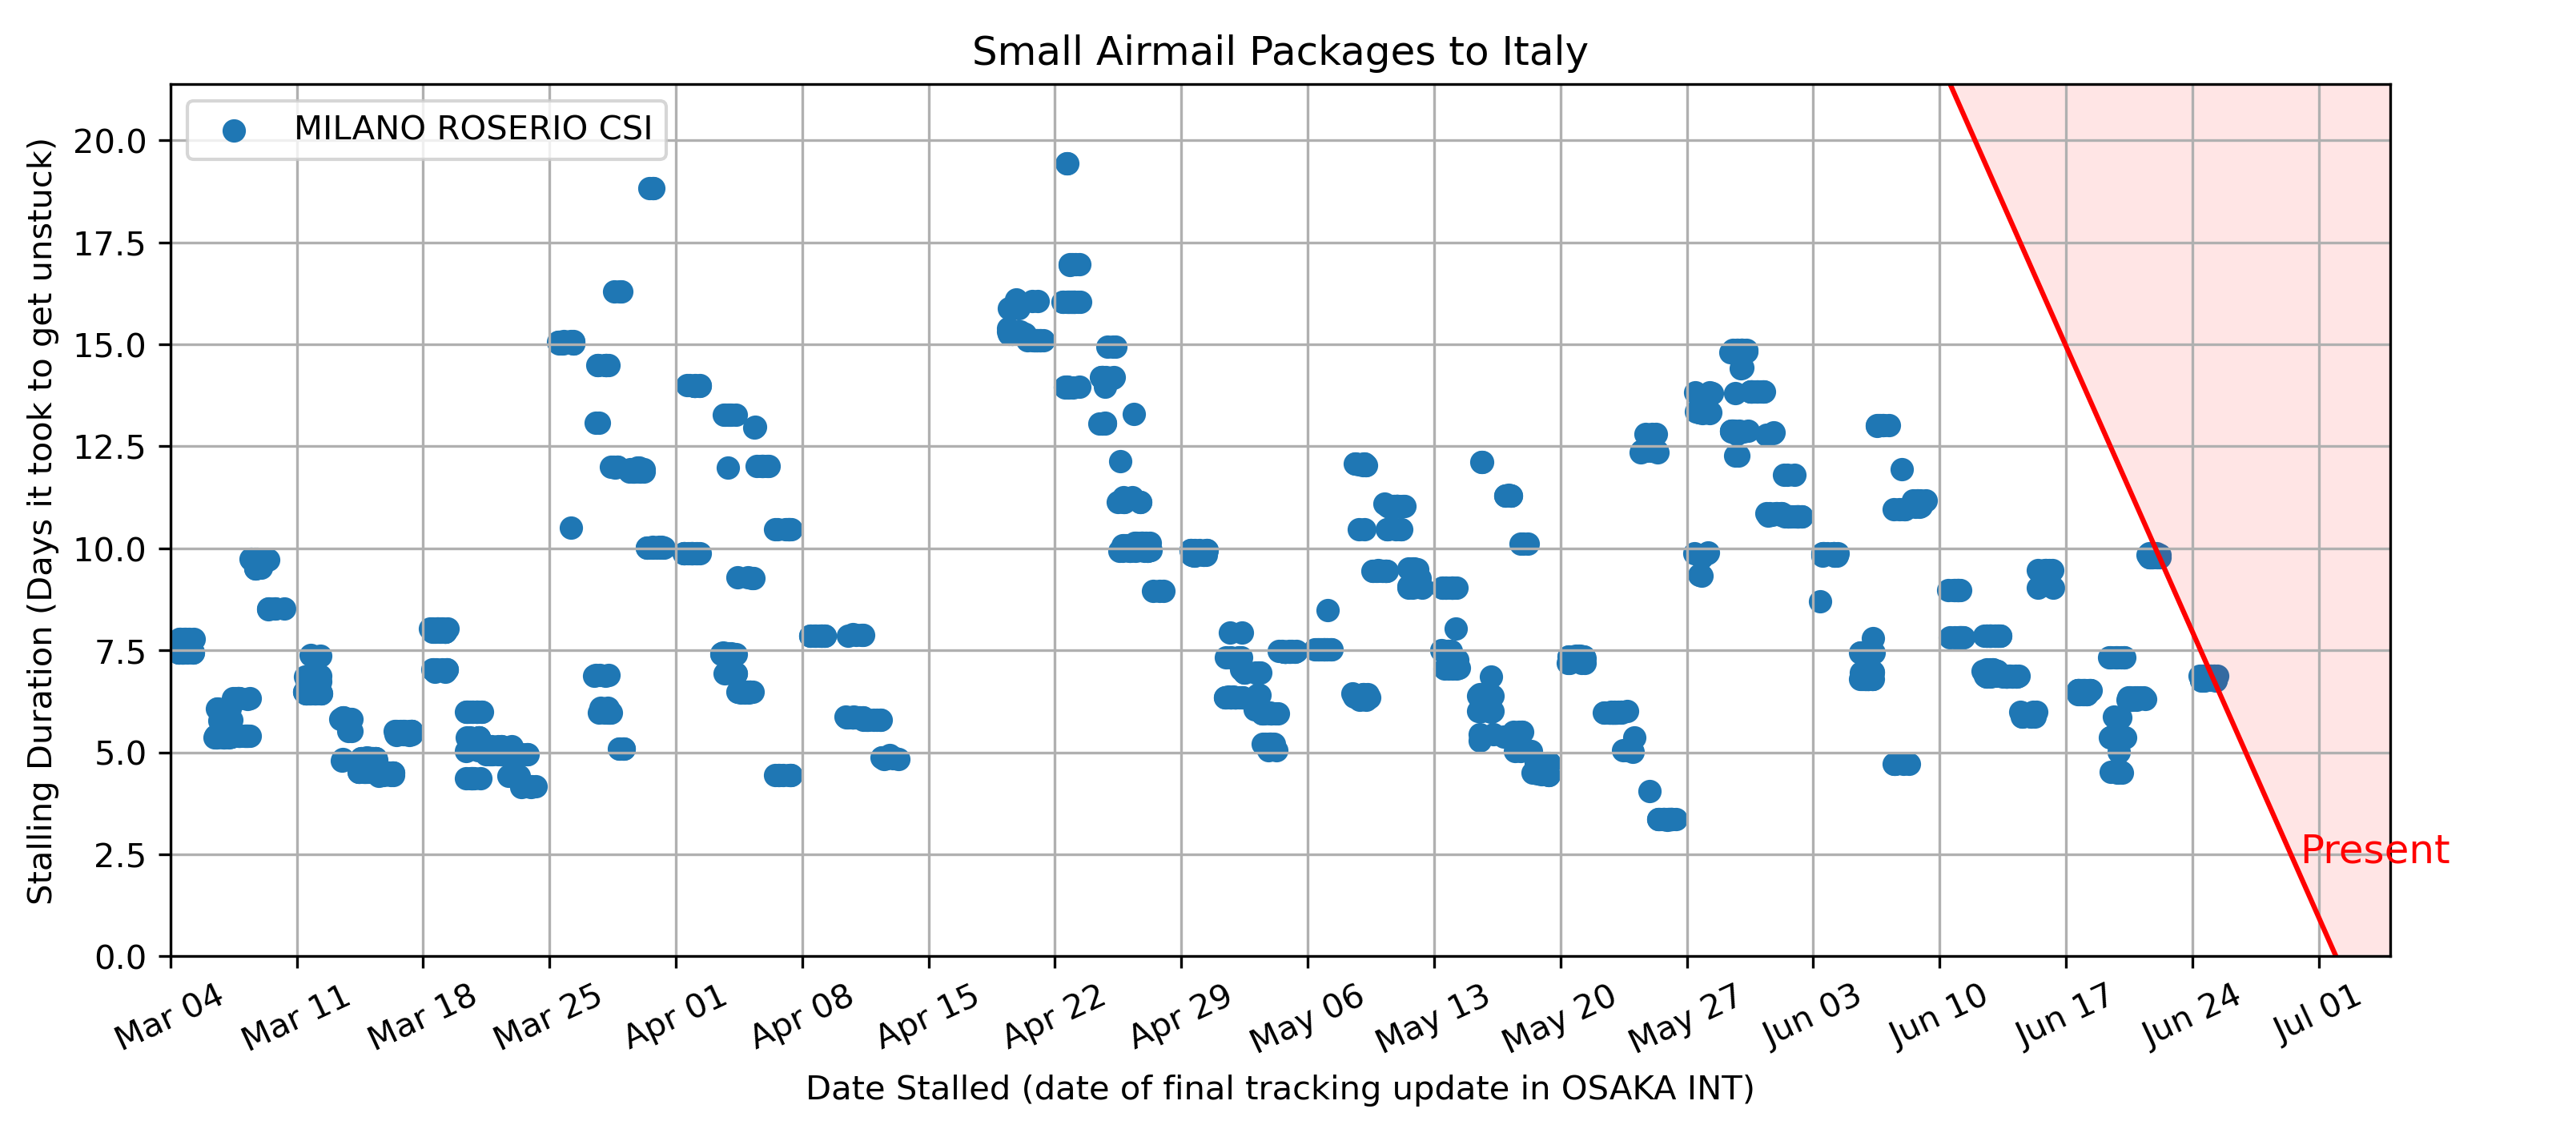 Small Airmail Packages to Italy
MILANO ROSERIO CSI
Stalling Duration (Days it took to get unstuck)
20.0
17.5
15.0
12.5
10.0
7.5
5.0
2.5
0.0
Present
Mar 04
Mar 11
Mar 18
Mar 25
Apr 01
Apr 08
Apr 15
Apr 22
Apr 29
May 06
May 13
May 20
May 27
Jun 03
Jun 10
Jun 17
Jun 24
Jul 01
Date Stalled (date of final tracking update in OSAKA INT)